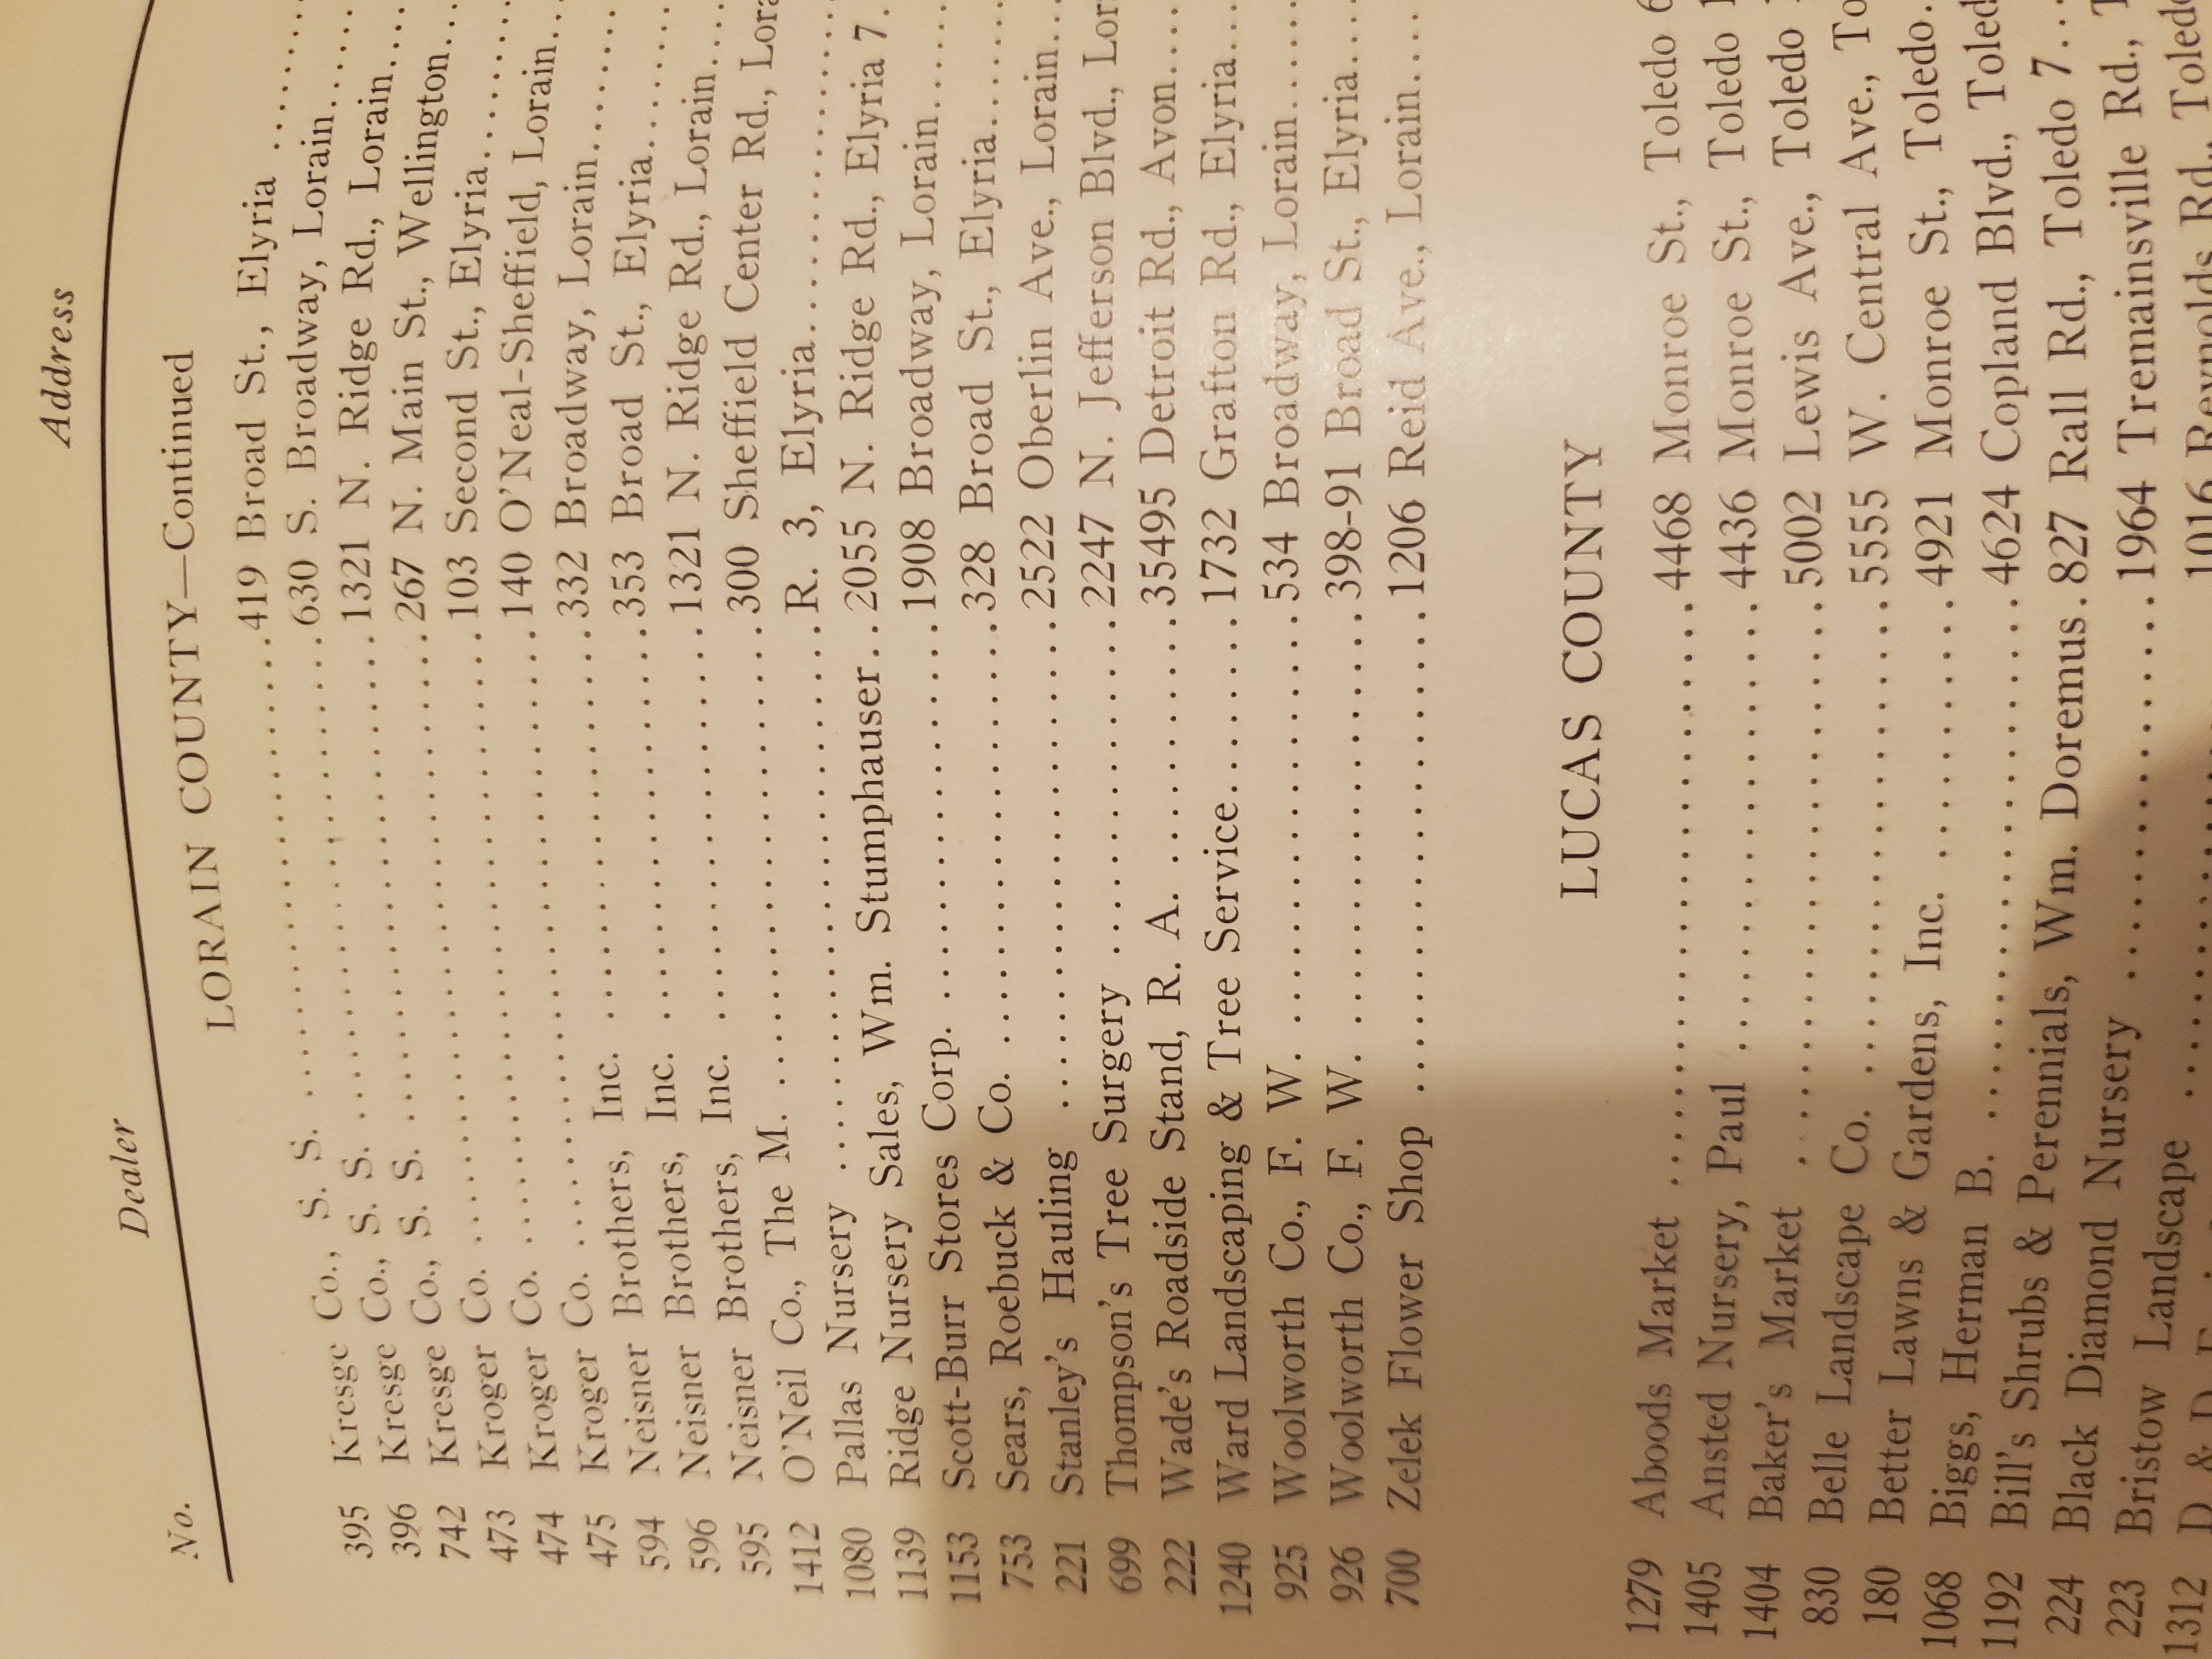 No. Dealer Address
LORAIN COUNTY—Continued
395 Kresge Co., S. S. 419 Broad St., Elyria
396 Kresge Co., S. S. 630 S. Broadway, Lorain
742 Kresge Co., S. S. 1321 N. Ridge Rd., Lorain
473 Kroger Co. 267 N. Main St., Wellington
474 Kroger Co. 103 Second St., Elyria
475 Kroger Co. 140 O'Neal-Sheffield, Lorain
594 Neisner Brothers, Inc. 332 Broadway, Lorain
596 Neisner Brothers, Inc. 353 Broad St., Elyria
595 Neisner Brothers, Inc. 1321 N. Ridge Rd., Lorain
1412 O'Neil Co., The M. 300 Sheffield Center Rd.,
1080 Pallas Nursery R. 3, Elyria
1139 Ridge Nursery Sales, Wm. Stumphauser 2055 N. Ridge Rd., Elyria 7
1153 Scott-Burr Stores Corp. 1908 Broadway, Lorain
753 Sears, Roebuck & Co. 328 Broad St., Elyria
221 Stanley's Hauling 2522 Oberlin Ave., Lorain
699 Thompson's Tree Surgery 2247 N. Jefferson Blvd.,
222 Wade's Roadside Stand, R. A. 35495 Detroit Rd., Avon
1240 Ward Landscaping & Tree Service 1732 Grafton Rd., Elyria
925 Woolworth Co., F. W. 534 Broadway, Lorain
926 Woolworth Co., F. W. 398-91 Broad St., Elyria
700 Zelek Flower Shop 1206 Reid Ave., Lorain
LUCAS COUNTY
1279 Aboods Market 4468 Monroe St., Toledo 6
1405 Ansted Nursery, Paul 4436 Monroe St., Toledo
1404 Baker's Market 5002 Lewis Ave., Toledo
830 Belle Landscape Co. 5555 W. Central Ave.,
180 Better Lawns & Gardens, Inc. 4921 Monroe St., Toledo
1068 Biggs, Herman B. 4624 Copland Blvd.,
1192 Bill's Shrubs & Perennials, Wm. Doremus 827 Rall Rd., Toledo 7
224 Black Diamond Nursery 1964 Tremainsville Rd.,
223 Bristow Landscape 1016 Reynolds Rd.,
1312 D & D